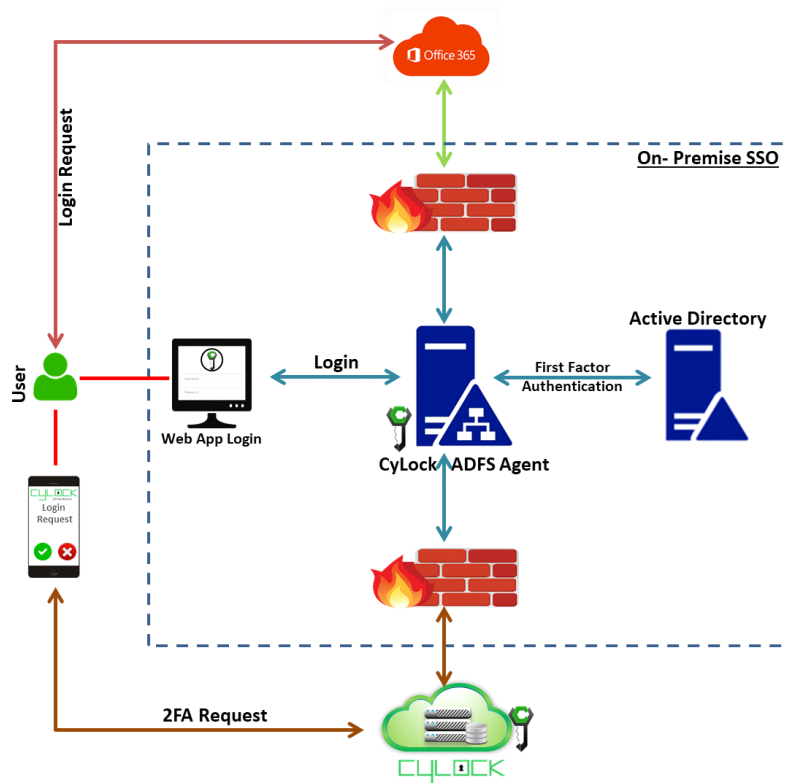 Office 365
On- Premise SSO
Login Request
Active Directory
Login
First Factor
Authentication
User
Web App Login
CyLock ADFS Agent
CYLOCK
Login
Request
2FA Request
CYLOCK